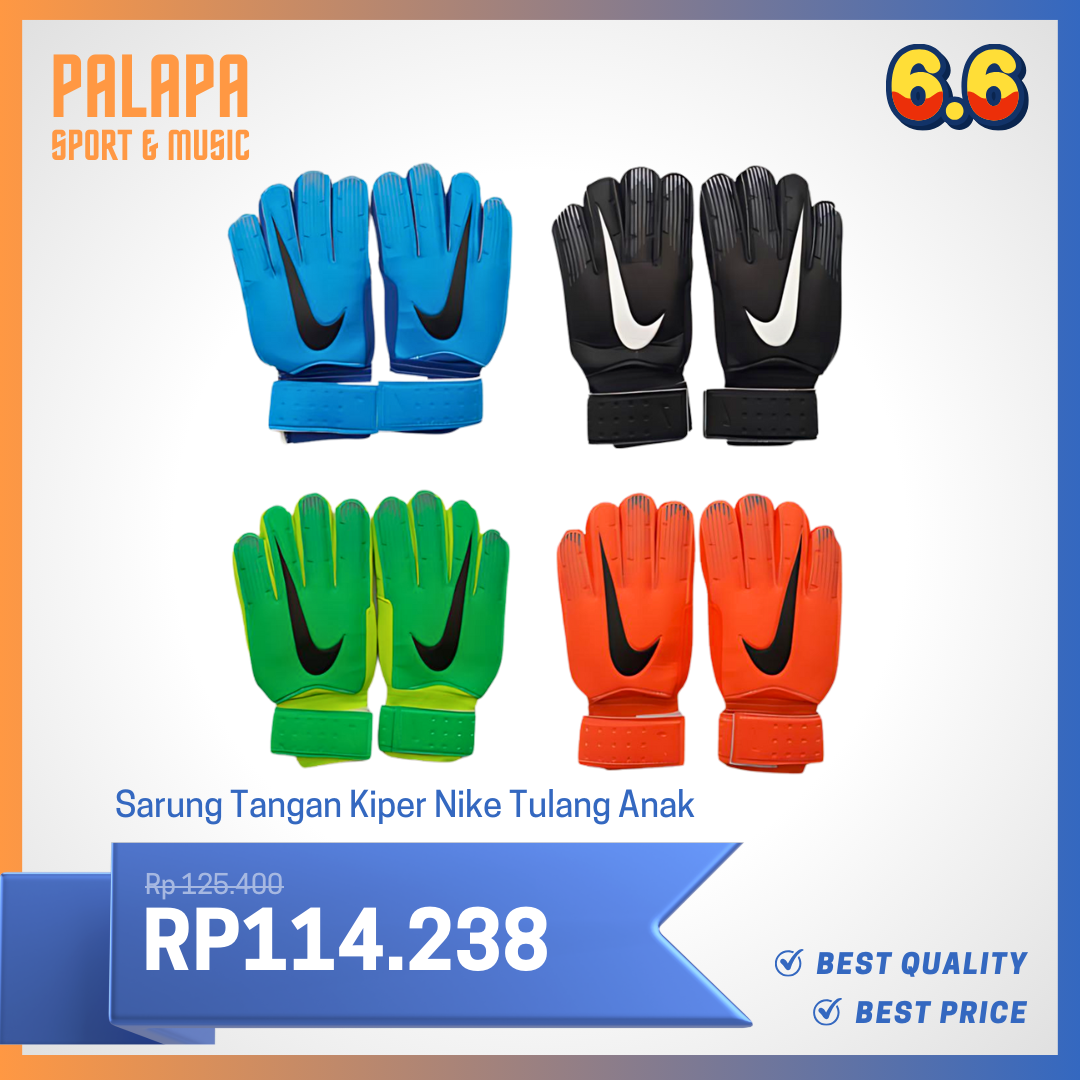 PALAPA
SPORT & MUSIC
6.6
Sarung Tangan Kiper Nike Tulang Anak
Rp 125.400
RP114.238
BEST QUALITY
BEST PRICE